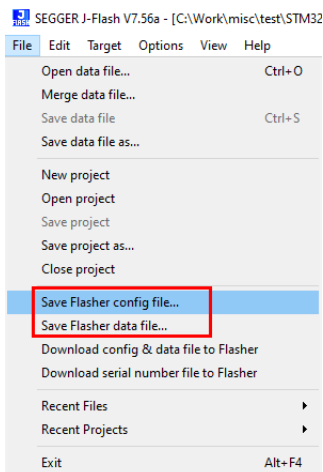 SEGGER J-Flash V7.56a - [C:\Work\misc\test\STM32
File Edit Target Options View Help
Open data file... Ctrl+O
Merge data file...
Save data file Ctrl+S
Save data file as...
New project
Open project
Save project
Save project as...
Close project
Save Flasher config file...
Save Flasher data file...
Download config & data file to Flasher
Download serial number file to Flasher
Recent Files
Recent Projects
Exit Alt+F4